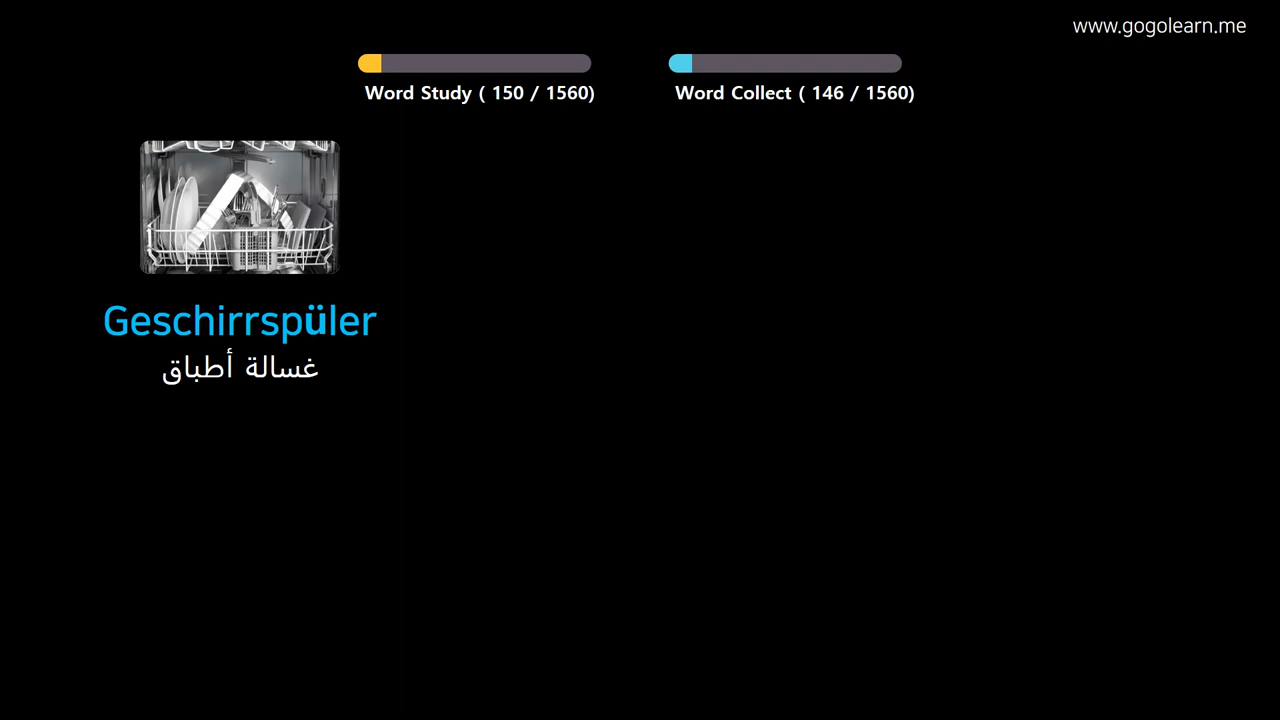 www.gogolearn.me
Word Study ( 150 / 1560)
Word Collect ( 146 / 1560)
Geschirrspüler
غسالة أطباق